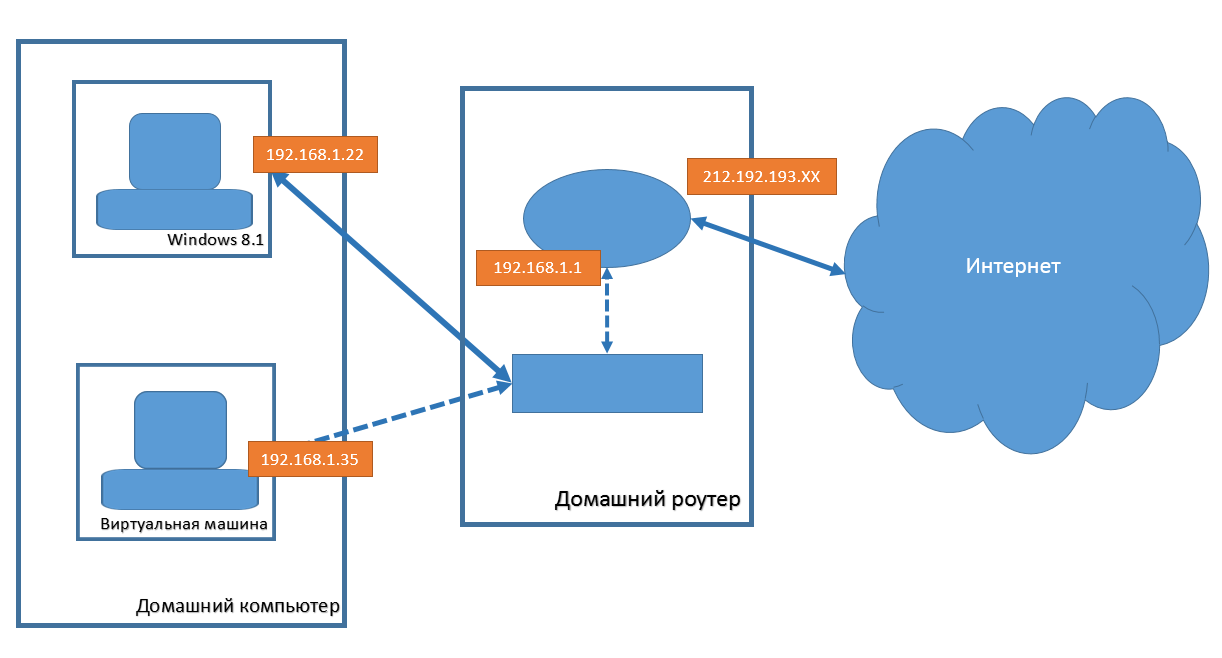 192.168.1.22
Windows 8.1
192.168.1.35
Виртуальная машина
Домашний компьютер
212.192.193.XX
192.168.1.1
Домашний роутер
Интернет